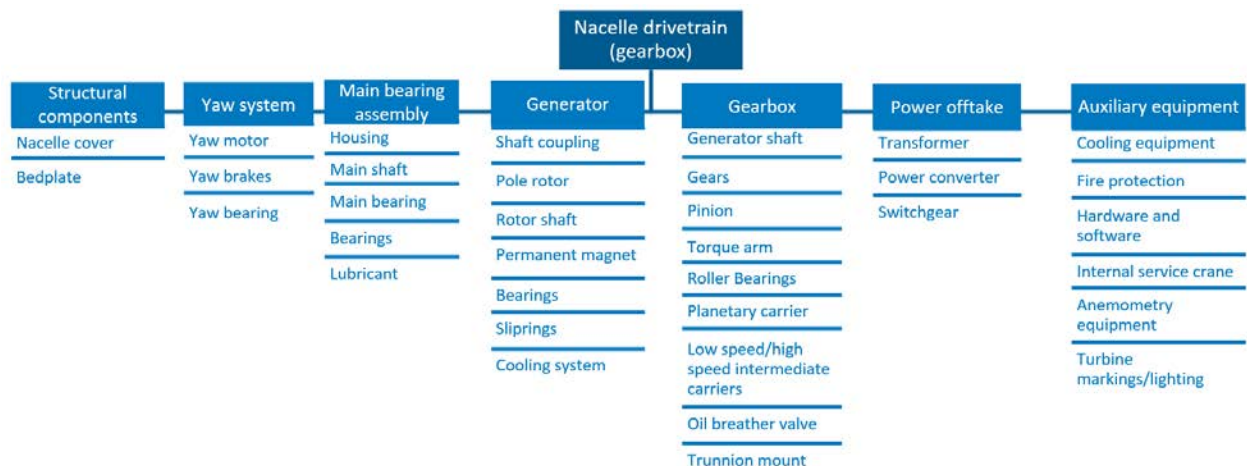 Nacelle drivetrain
(gearbox)
Structural
components
Nacelle cover
Bedplate
Yaw system
Yaw motor
Yaw brakes
Yaw bearing
Main bearing
assembly
Housing
Main shaft
Main bearing
Bearings
Lubricant
Generator
Shaft coupling
Pole rotor
Rotor shaft
Permanent magnet
Bearings
Sliprings
Cooling system
Gearbox
Generator shaft
Gears
Pinion
Torque arm
Roller Bearings
Planetary carrier
Low speed/high
speed intermediate
carriers
Oil breather valve
Trunnion mount
Power offtake
Transformer
Power converter
Switchgear
Auxiliary equipment
Cooling equipment
Fire protection
Hardware and
software
Internal service crane
Anemometry
equipment
Turbine
markings/lighting